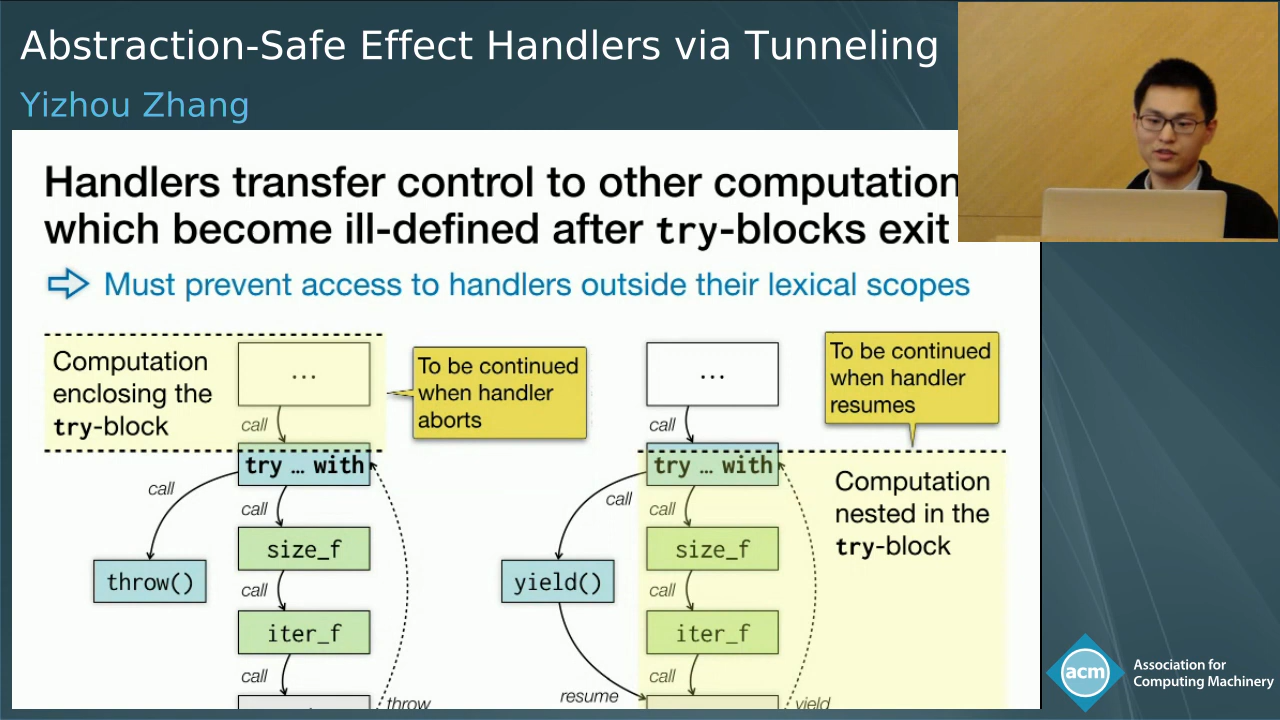 Abstraction-Safe Effect Handlers via Tunneling
Yizhou Zhang
Handlers transfer control to other computation
which become ill-defined after try-blocks exit
Must prevent access to handlers outside their lexical scopes
Computation
enclosing the
try-block
...
call
To be continued
when handler
aborts
try … with
call
call
size_f
throw()
call
iter_f
call
throw
...
call
To be continued
when handler
resumes
try … with
call
call
Computation
nested in the
try-block
size_f
yield()
call
iter_f
call
resume
yield
acm
Association for
Computing Machinery